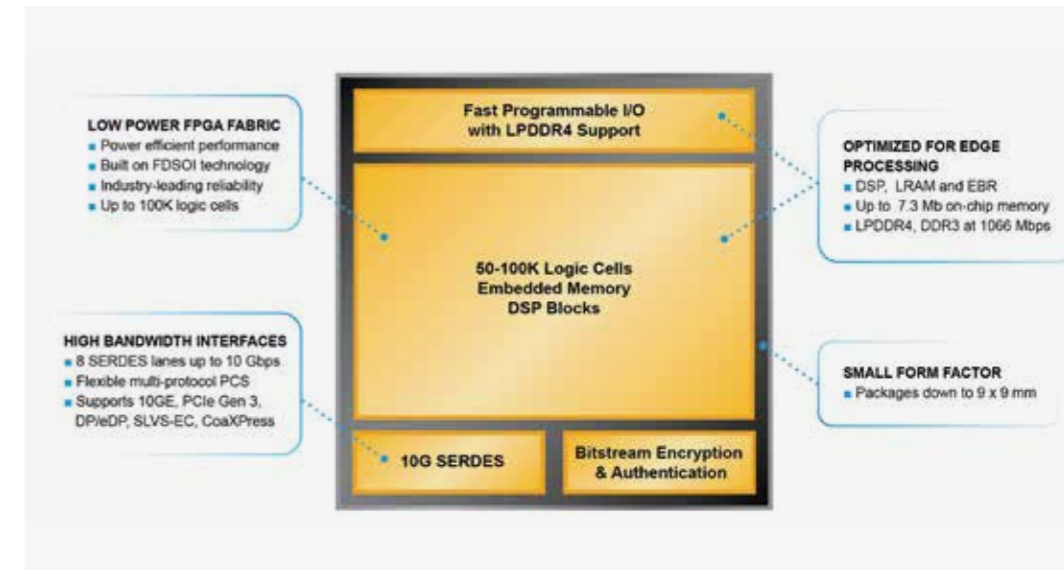 LOW POWER FPGA FABRIC
Power efficient performance
Built on FDSOI technology
Industry-leading reliability
Up to 100K logic cells
HIGH BANDWIDTH INTERFACES
8 SERDES lanes up to 10 Gbps
Flexible multi-protocol PCS
Supports 10GE, PCIe Gen 3,
DP/eDP, SLVS-EC, CoaXPress
Fast Programmable I/O
with LPDDR4 Support
50-100K Logic Cells
Embedded Memory
DSP Blocks
10G SERDES
Bitstream Encryption
& Authentication
OPTIMIZED FOR EDGE
PROCESSING
DSP, LRAM and EBR
Up to 7.3 Mb on-chip memory
LPDDR4, DDR3 at 1066 Mbps
SMALL FORM FACTOR
Packages down to 9 x 9 mm